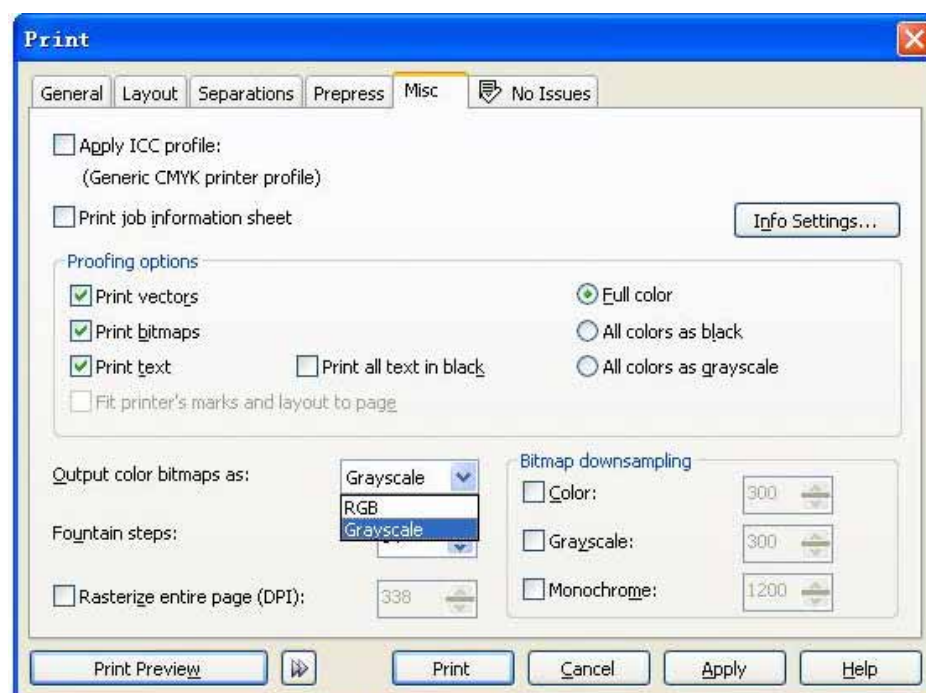 Print
General Layout Separations Prepress Misc No Issues
Apply ICC profile:
(Generic CMYK printer profile)
Print job information sheet
Info Settings...
Proofing options
Print vectors
Full color
Print bitmaps
All colors as black
Print text
Print all text in black
All colors as grayscale
Fit printer's marks and layout to page
Output color bitmaps as:
Grayscale
RGB
Grayscale
Fountain steps:
Rasterize entire page (DPI):
338
Bitmap downsampling
Color:
300
Grayscale:
300
Monochrome:
1200
Print Preview
Print
Cancel
Apply
Help